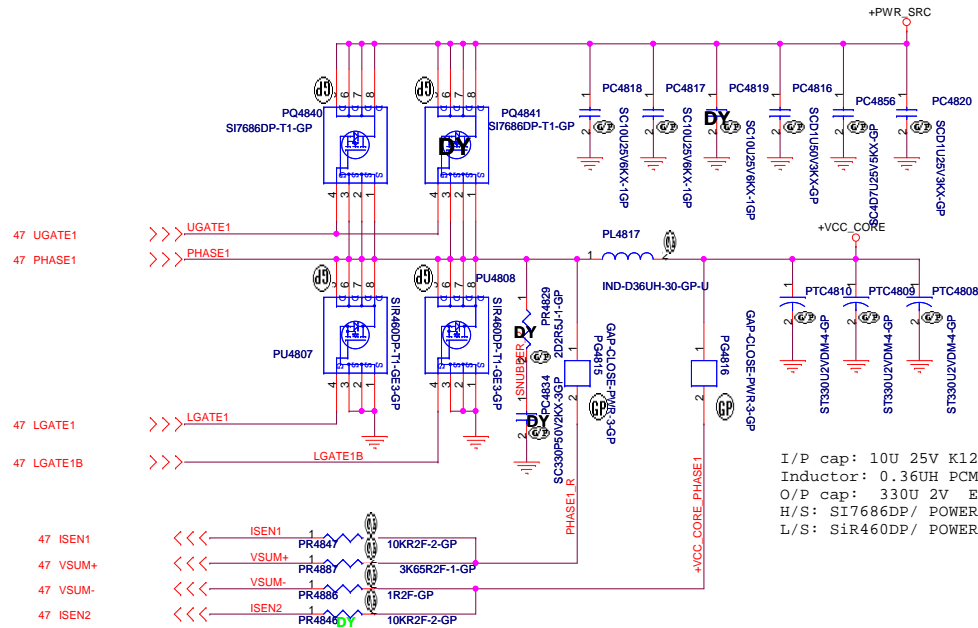 +PWR_SRC
PQ4840
SI7686DP-T1-GP
PQ4841
SI7686DP-T1-GP
DY
PC4818
SC10U25V6KX-1GP
PC4817
SC10U25V6KX-1GP
PC4819
DY
SC10U25V6KX-1GP
PC4816
SCD1U50V3KX-GP
PC4856
SC4D7U25V5KX-GP
PC4820
SCD1U25V3KX-GP
47 UGATE1
UGATE1
47 PHASE1
PHASE1
PL4817
IND-D36UH-30-GP-U
+VCC_CORE
PTC4810
ST330U2VDM-4-GP
PTC4809
ST330U2VDM-4-GP
PTC4808
ST330U2VDM-4-GP
PU4807
SIR460DP-T1-GE3-GP
PU4808
SIR460DP-T1-GE3-GP
PR4829
2D2R5J-1-GP
DY
SNUBBER
PC4834
SC330P50V2KX-3GP
DY
PG4815
GAP-CLOSE-PWR-3-GP
PG4816
GAP-CLOSE-PWR-3-GP
47 LGATE1
LGATE1
47 LGATE1B
LGATE1B
PHASE1_R
+VCC_CORE_PHASE1
I/P cap: 10U 25V K12
Inductor: 0.36UH PCM
O/P cap: 330U 2V E
H/S: SI7686DP/ POWER
L/S: SiR460DP/ POWER
47 ISEN1
ISEN1
PR4847
10KR2F-2-GP
47 VSUM+
VSUM+
PR4887
3K65R2F-1-GP
47 VSUM-
VSUM-
PR4886
1R2F-GP
47 ISEN2
ISEN2
PR4846
DY
10KR2F-2-GP